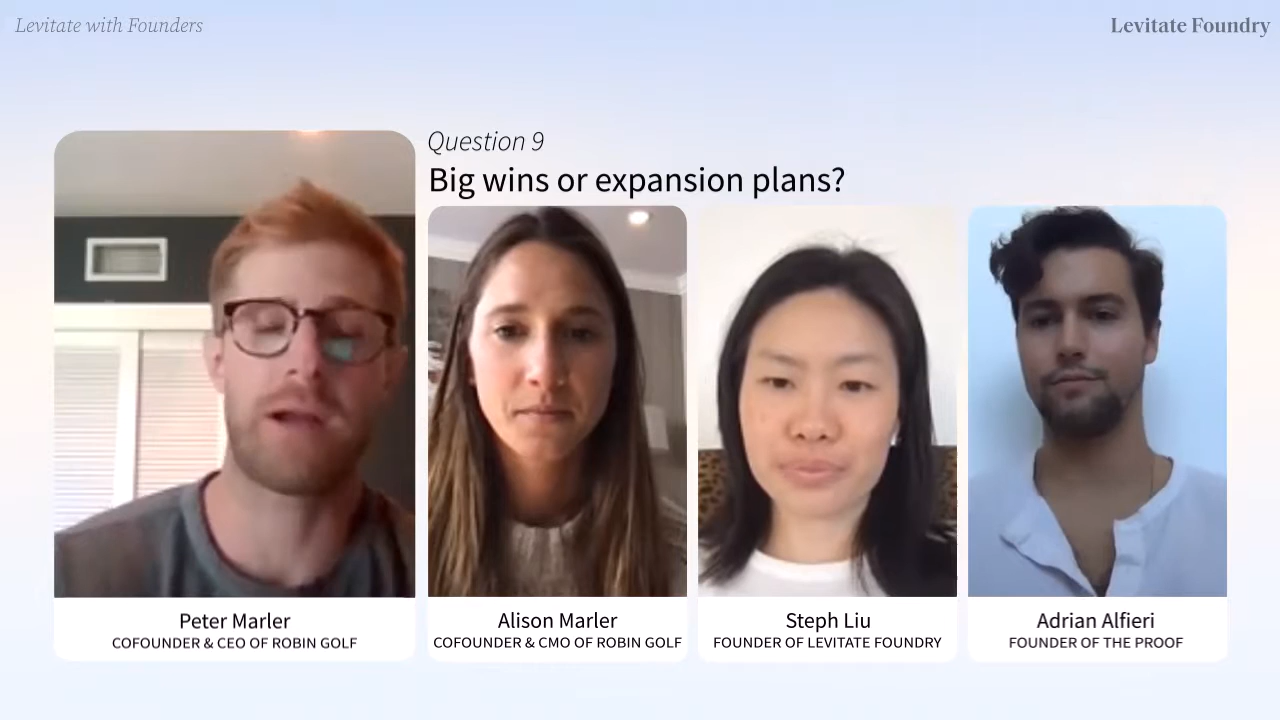 Levitate with Founders
Levitate Foundry
Question 9
Big wins or expansion plans?
Peter Marler
COFOUNDER & CEO OF ROBIN GOLF
Alison Marler
COFOUNDER & CMO OF ROBIN GOLF
Steph Liu
FOUNDER OF LEVITATE FOUNDRY
Adrian Alfieri
FOUNDER OF THE PROOF